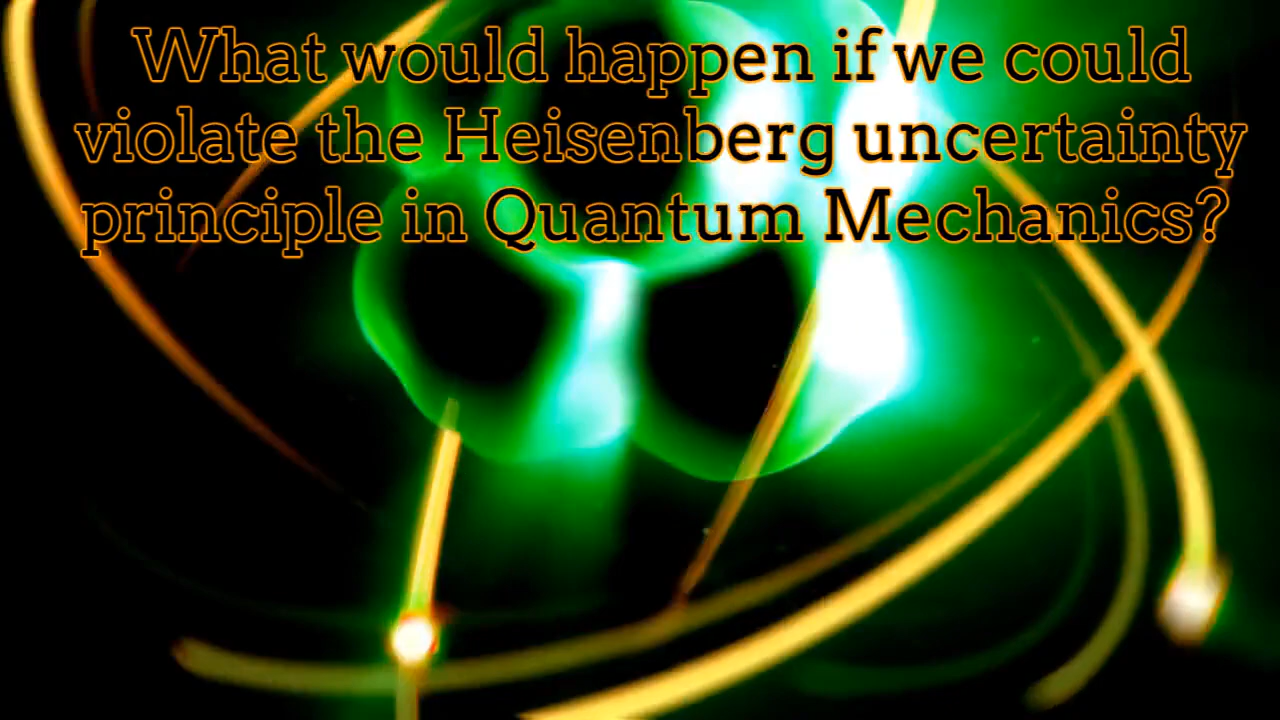 What would happen if we could
violate the Heisenberg uncertainty
principle in Quantum Mechanics?